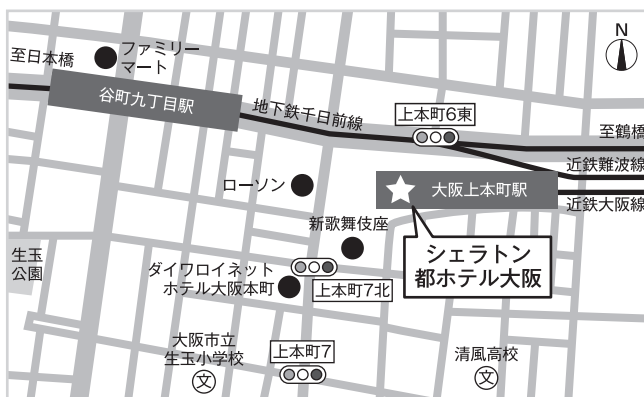 至日本橋
ファミリー
マート
N
谷町九丁目駅
地下鉄千日前線
上本町6東
至鶴橋
近鉄難波線
ローソン
大阪上本町駅
近鉄大阪線
新歌舞伎座
シェラトン
都ホテル大阪
生玉
公園
ダイワロイネット
ホテル大阪本町
上本町7北
大阪市立
生玉小学校
文
上本町7
清風高校
文